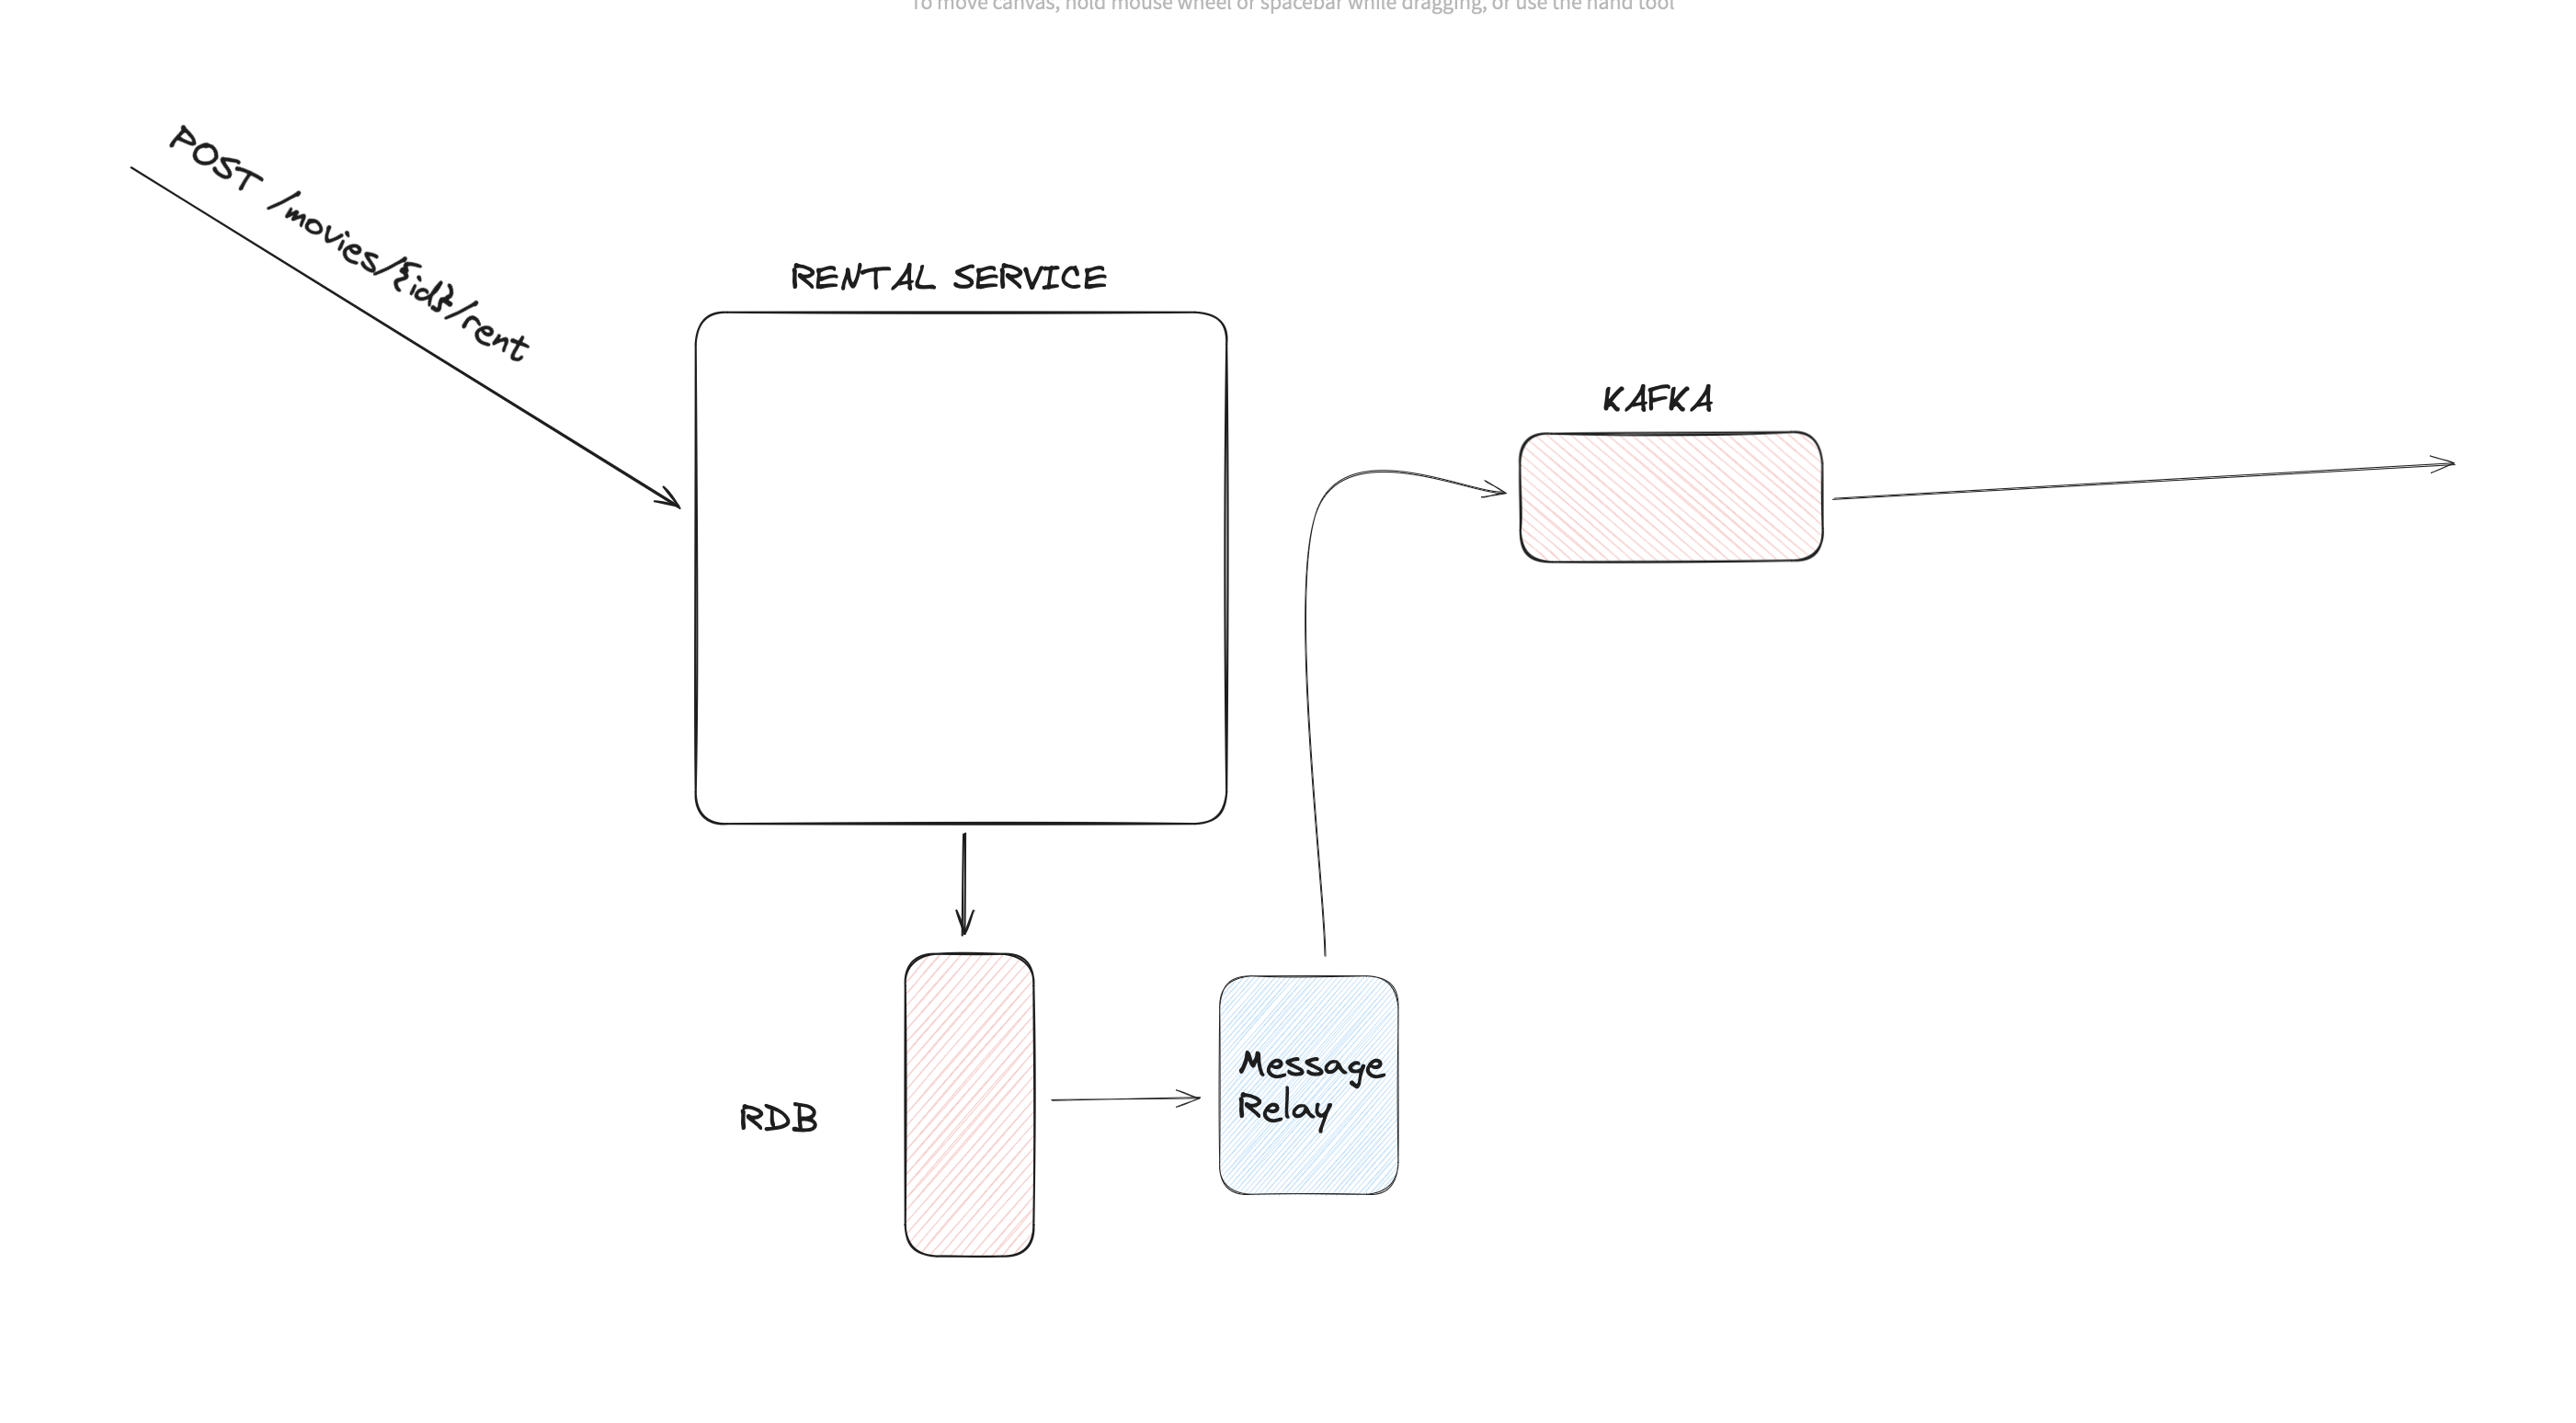 To move canvas, hold mouse wheel or spacebar while dragging, or use the hand tool
POST /movies/{id}/rent
RENTAL SERVICE
KAFKA
Message
Relay
RDB